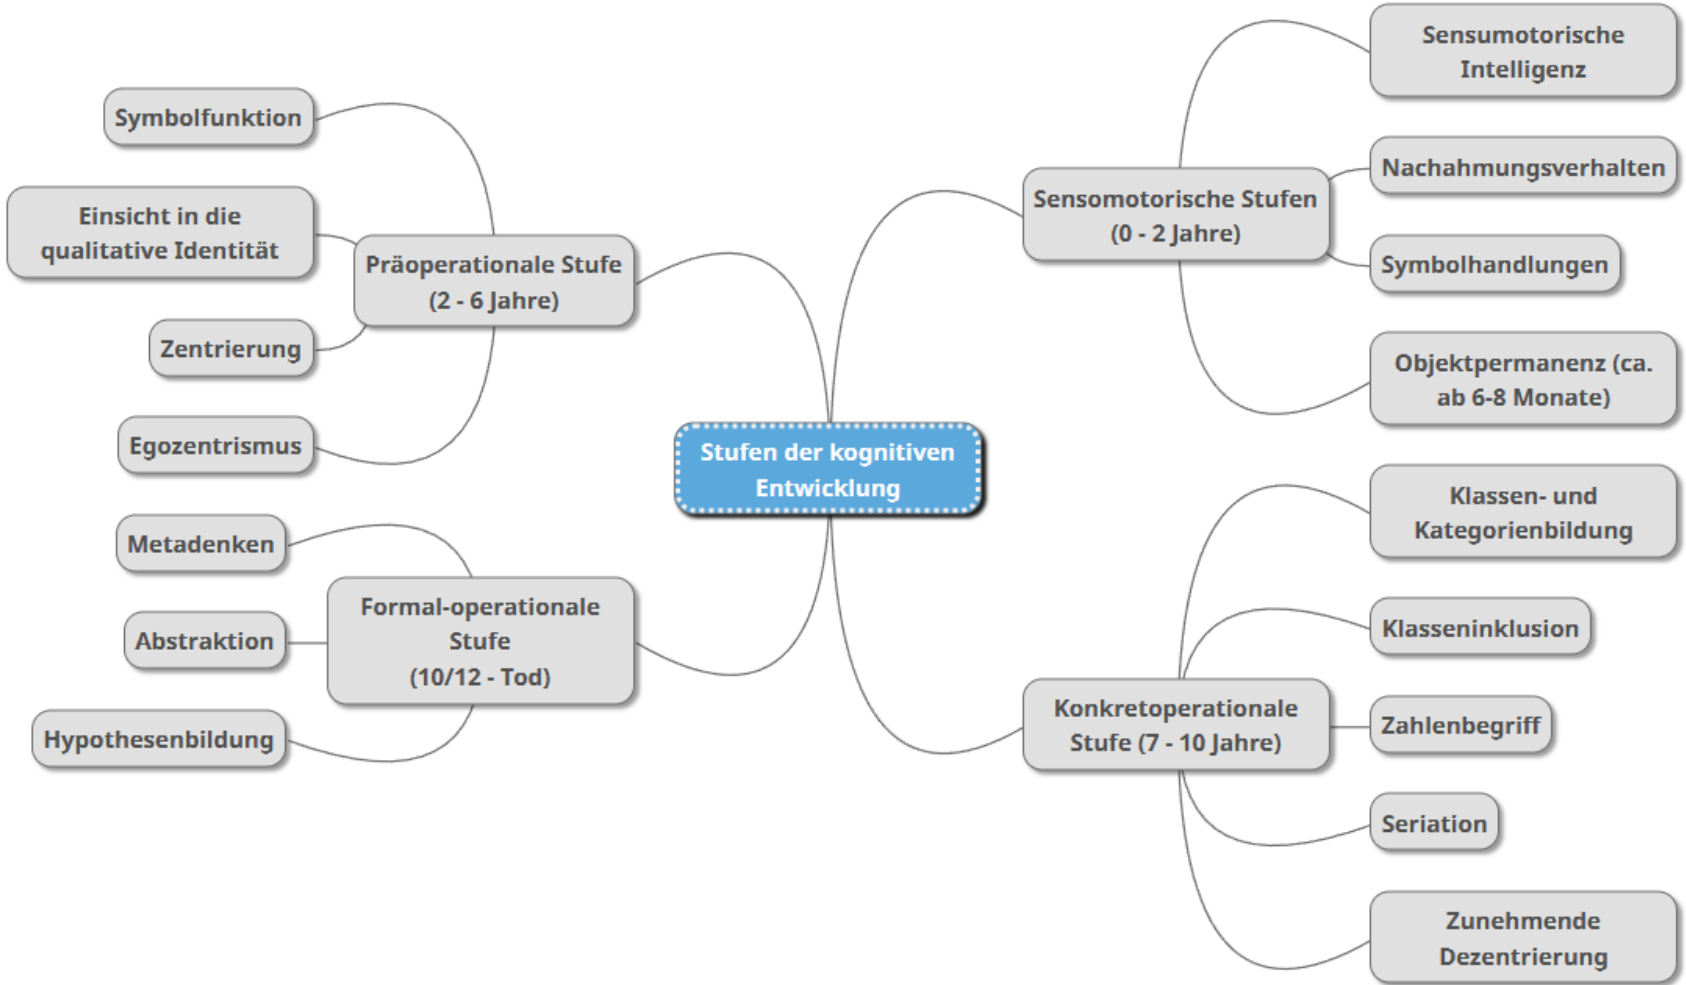 Stufen der kognitiven
Entwicklung
Sensomotorische Stufen
(0 - 2 Jahre)
Sensumotorische
Intelligenz
Nachahmungsverhalten
Symbolhandlungen
Objektpermanenz (ca.
ab 6-8 Monate)
Präoperationale Stufe
(2 - 6 Jahre)
Symbolfunktion
Einsicht in die
qualitative Identität
Zentrierung
Egozentrismus
Konkretoperationale
Stufe (7 - 10 Jahre)
Klassen- und
Kategorienbildung
Klasseninklusion
Zahlenbegriff
Seriation
Zunehmende
Dezentrierung
Formal-operationale
Stufe
(10/12 - Tod)
Metadenken
Abstraktion
Hypothesenbildung